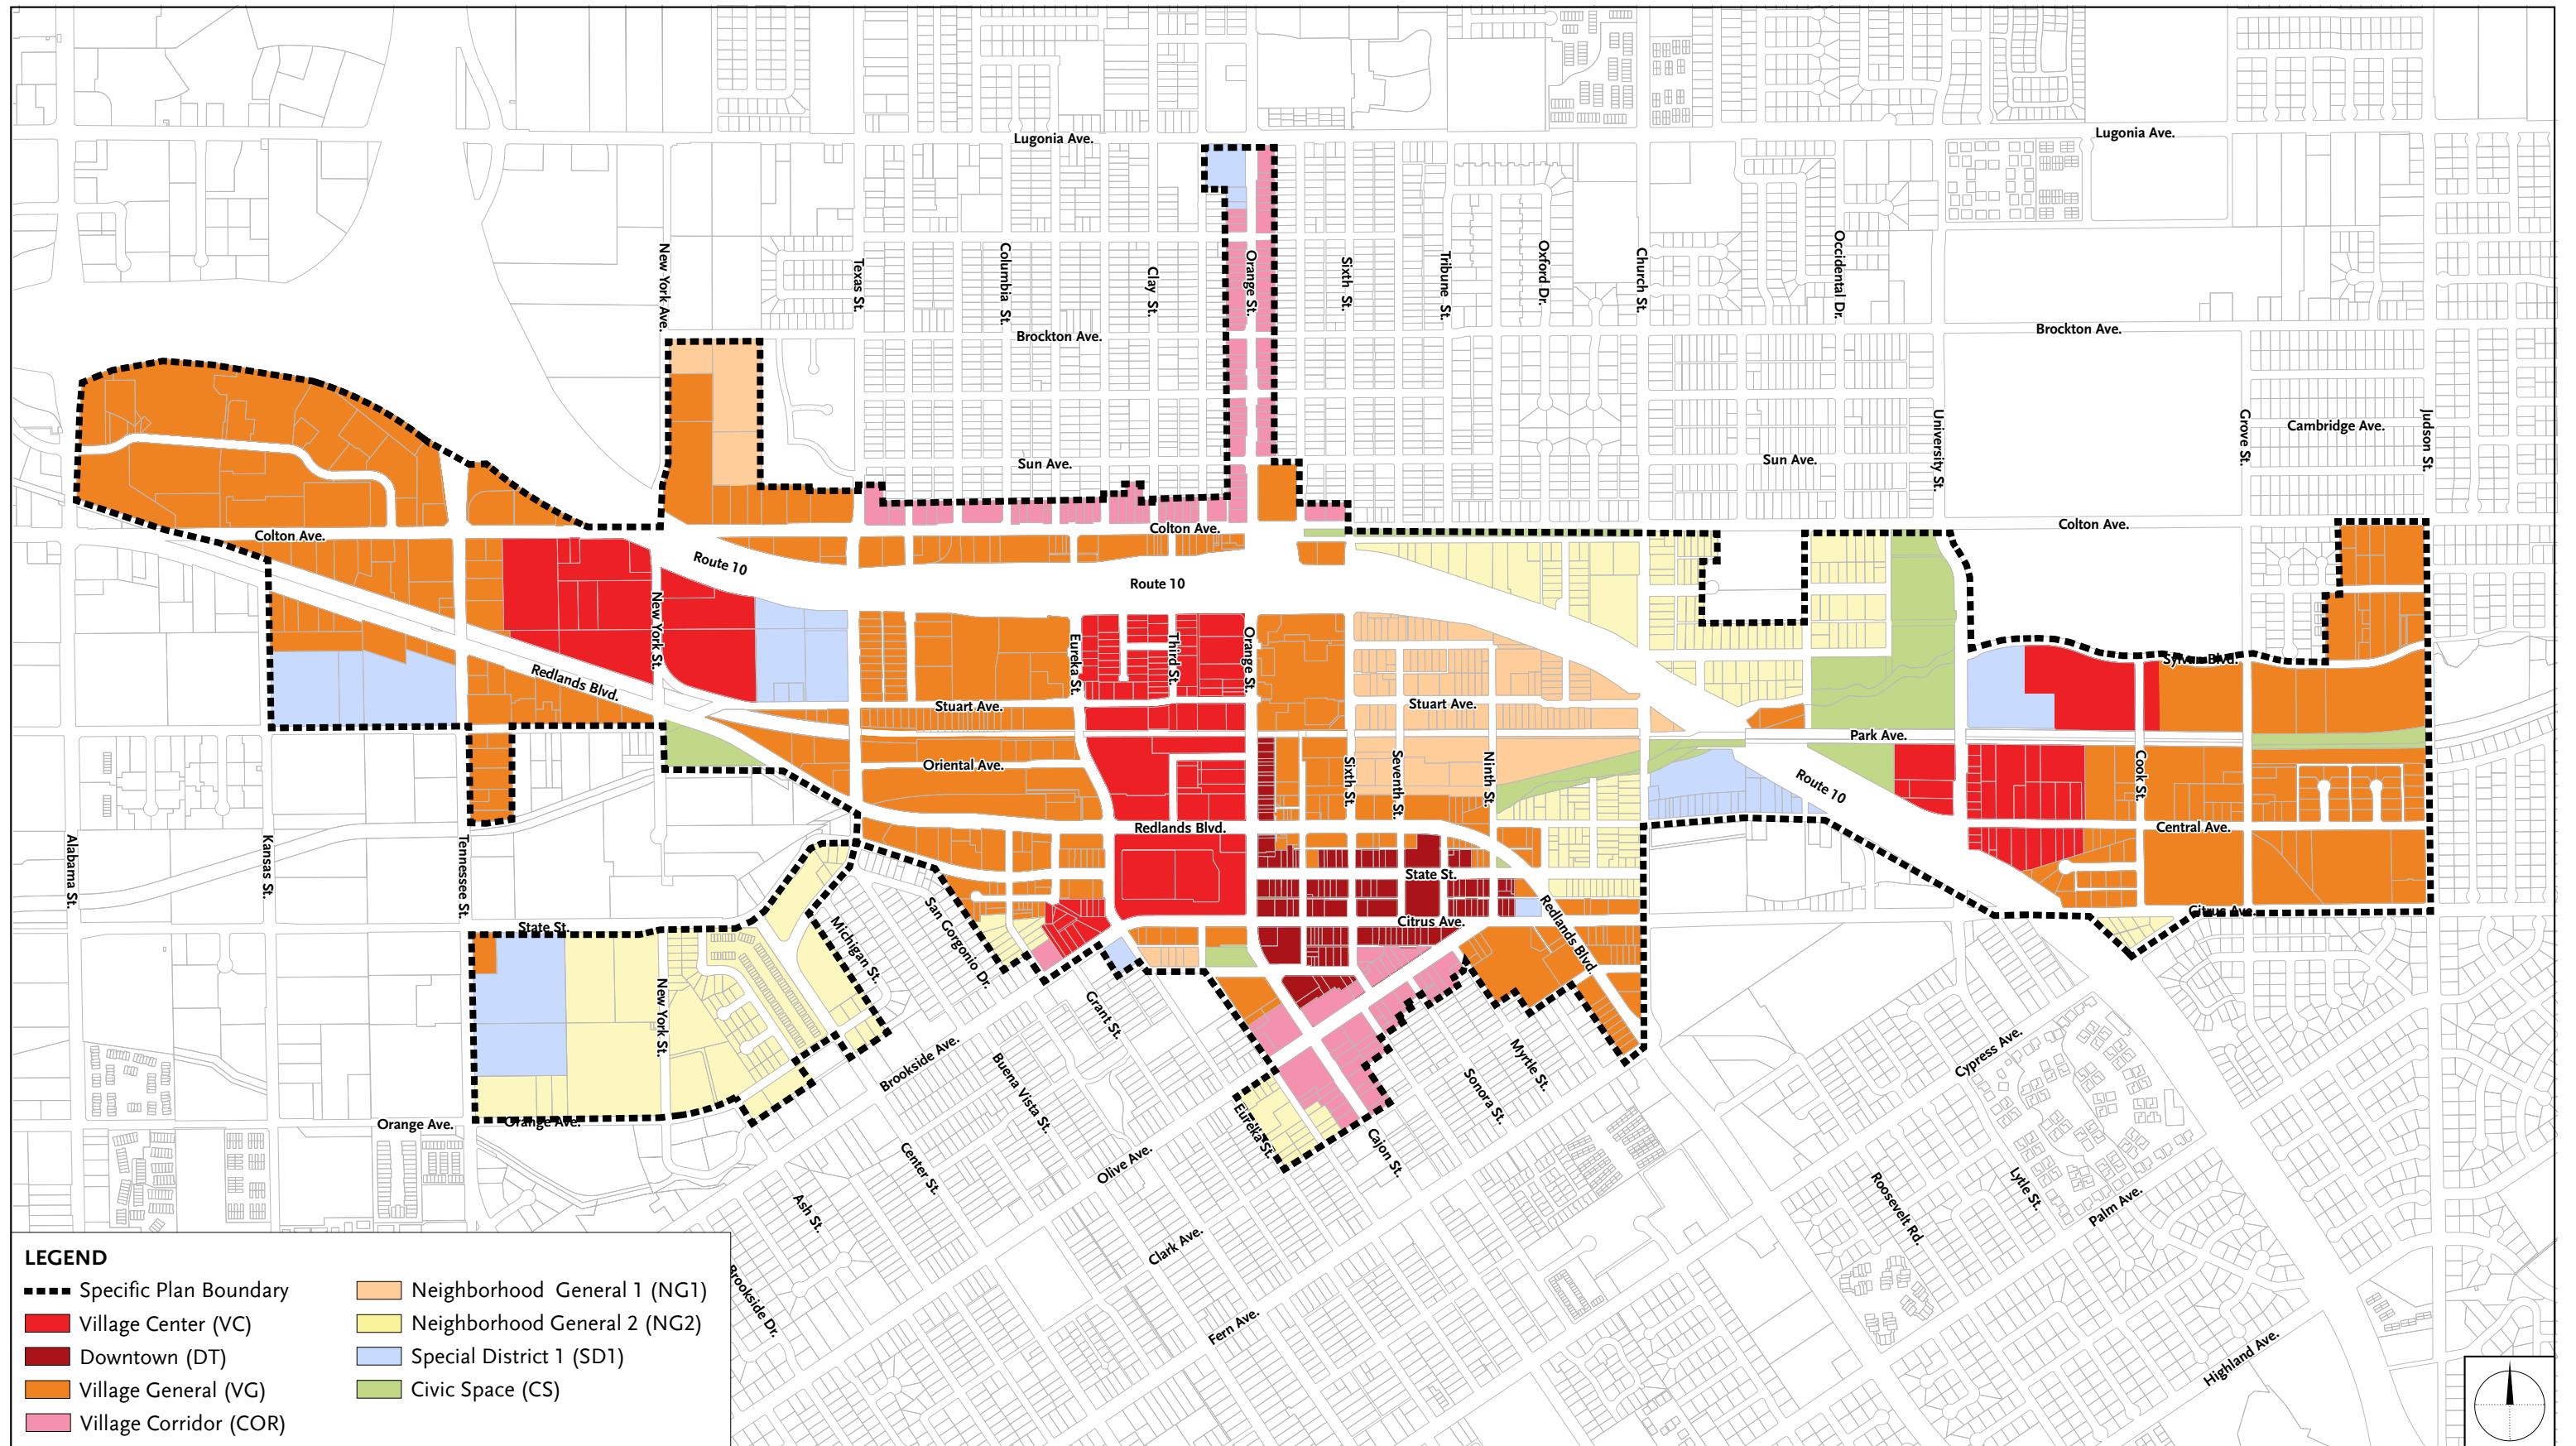 Lugonia Ave.
Lugonia Ave.
New York Ave.
Texas St.
Columbia St.
Clay St.
Orange St.
Sixth St.
Tribune St.
Oxford Dr.
Church St.
Occidental Dr.
Brockton Ave.
Brockton Ave.
University St.
Grove St.
Cambridge Ave.
Judson St.
Sun Ave.
Sun Ave.
Colton Ave.
Colton Ave.
Colton Ave.
Route 10
Route 10
New York St.
Eureka St.
Third St.
Orange St.
Sylvan Blvd.
Redlands Blvd.
Stuart Ave.
Stuart Ave.
Park Ave.
Oriental Ave.
Sixth St.
Seventh St.
Ninth St.
Route 10
Cook St.
Redlands Blvd.
Central Ave.
Alabama St.
Kansas St.
Tennessee St.
State St.
Redlands Blvd.
Citrus Ave.
Citrus Ave.
State St.
Michigan St.
San Gorgonio Dr.
New York St.
Grant St.
Brookside Ave.
Buena Vista St.
Myrtle St.
Sonora St.
Cypress Ave.
Orange Ave.
Orange Ave.
Eureka St.
Cajon St.
Center St.
Olive Ave.
Ash St.
Roosevelt Rd.
Lytle St.
Palm Ave.
Clark Ave.
Brookside Dr.
Fern Ave.
Highland Ave.
LEGEND
Specific Plan Boundary
Village Center (VC)
Downtown (DT)
Village General (VG)
Village Corridor (COR)
Neighborhood General 1 (NG1)
Neighborhood General 2 (NG2)
Special District 1 (SD1)
Civic Space (CS)